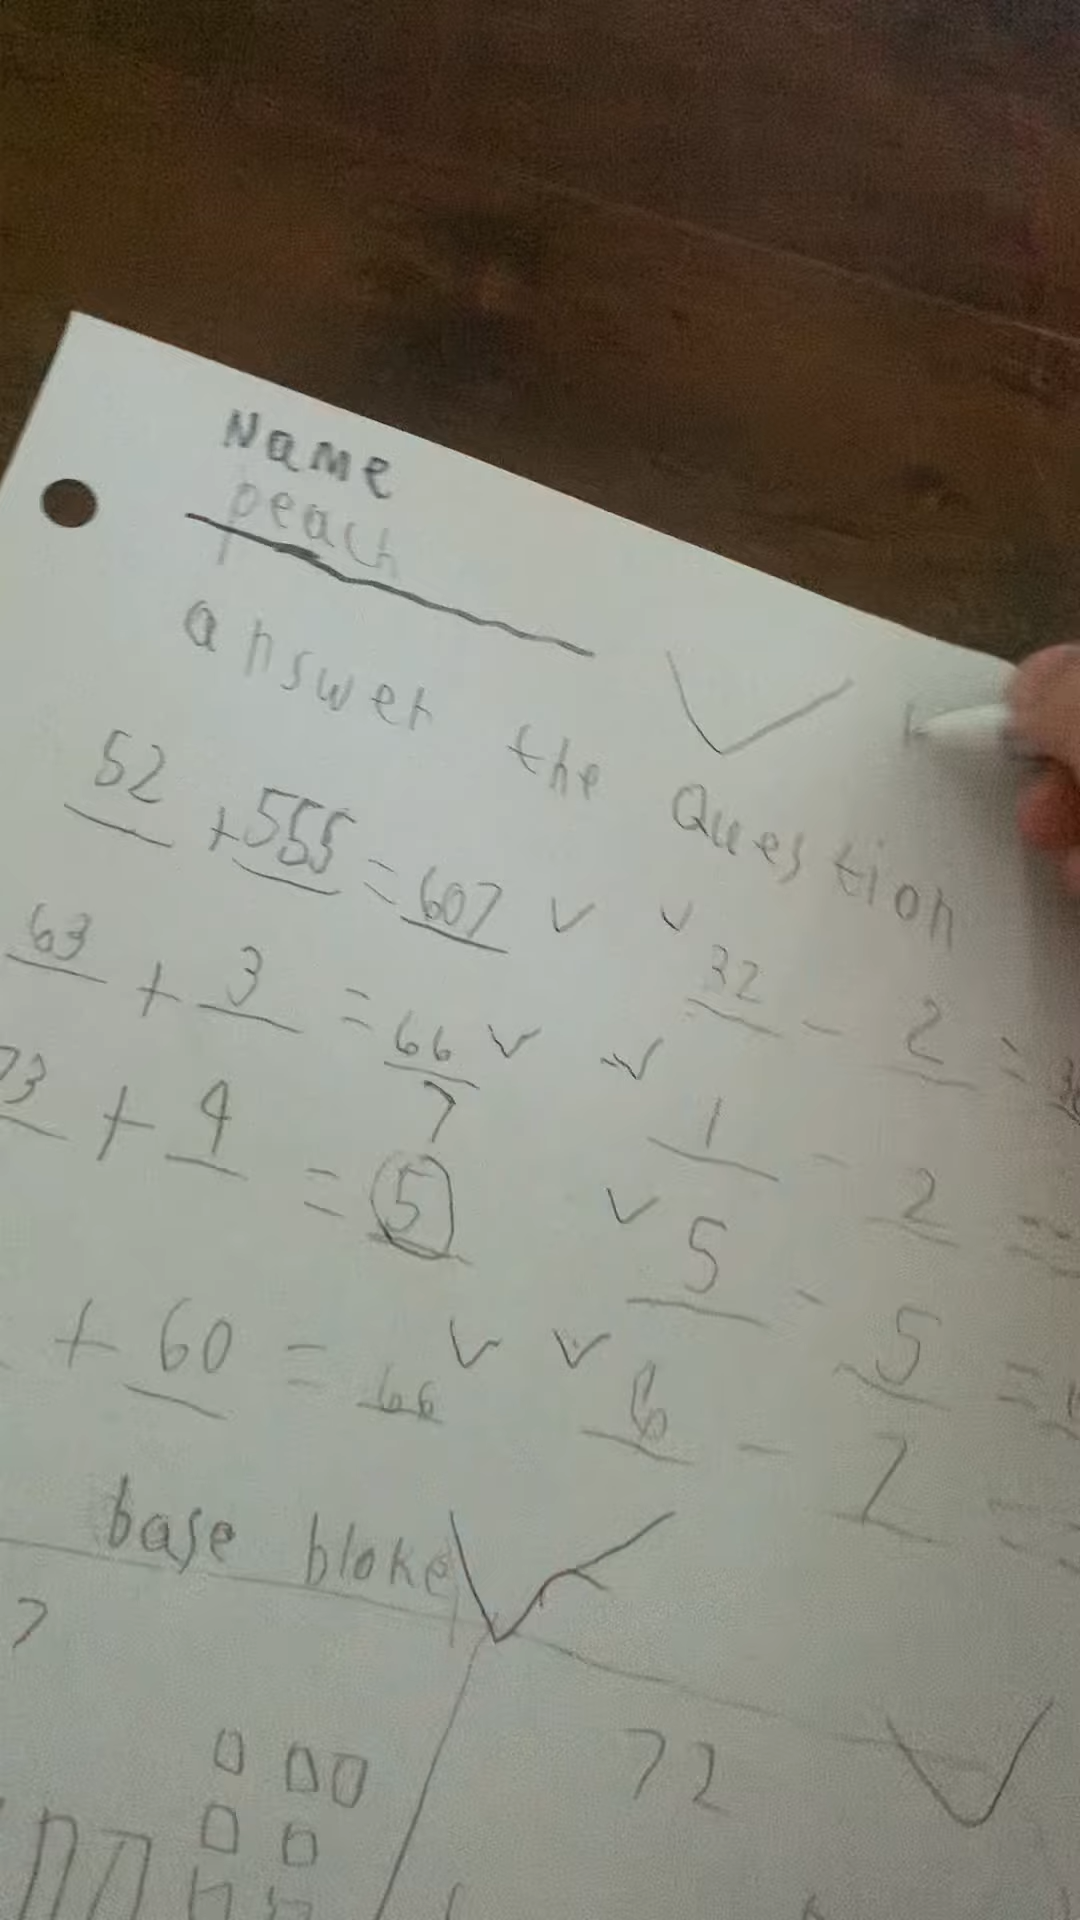 Name
peach
answer the Question
52 + 555 = 607
63 + 3 = 66
73 + 4 = 5
7
+ 60 = 66
32 - 2 =
1 - 2 =
5 - 5 =
6 - 7 =
base bloke
7
72